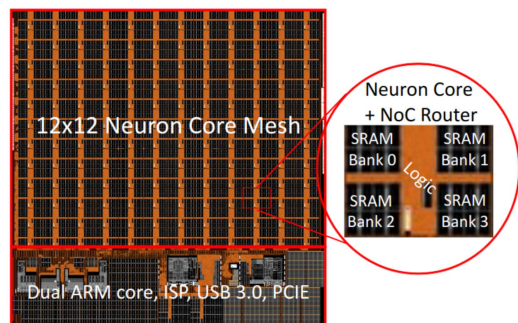 12x12 Neuron Core Mesh
Neuron Core
+ NoC Router
SRAM
Bank 0
SRAM
Bank 1
Logic
SRAM
Bank 2
SRAM
Bank 3
Dual ARM core, ISP, USB 3.0, PCIE